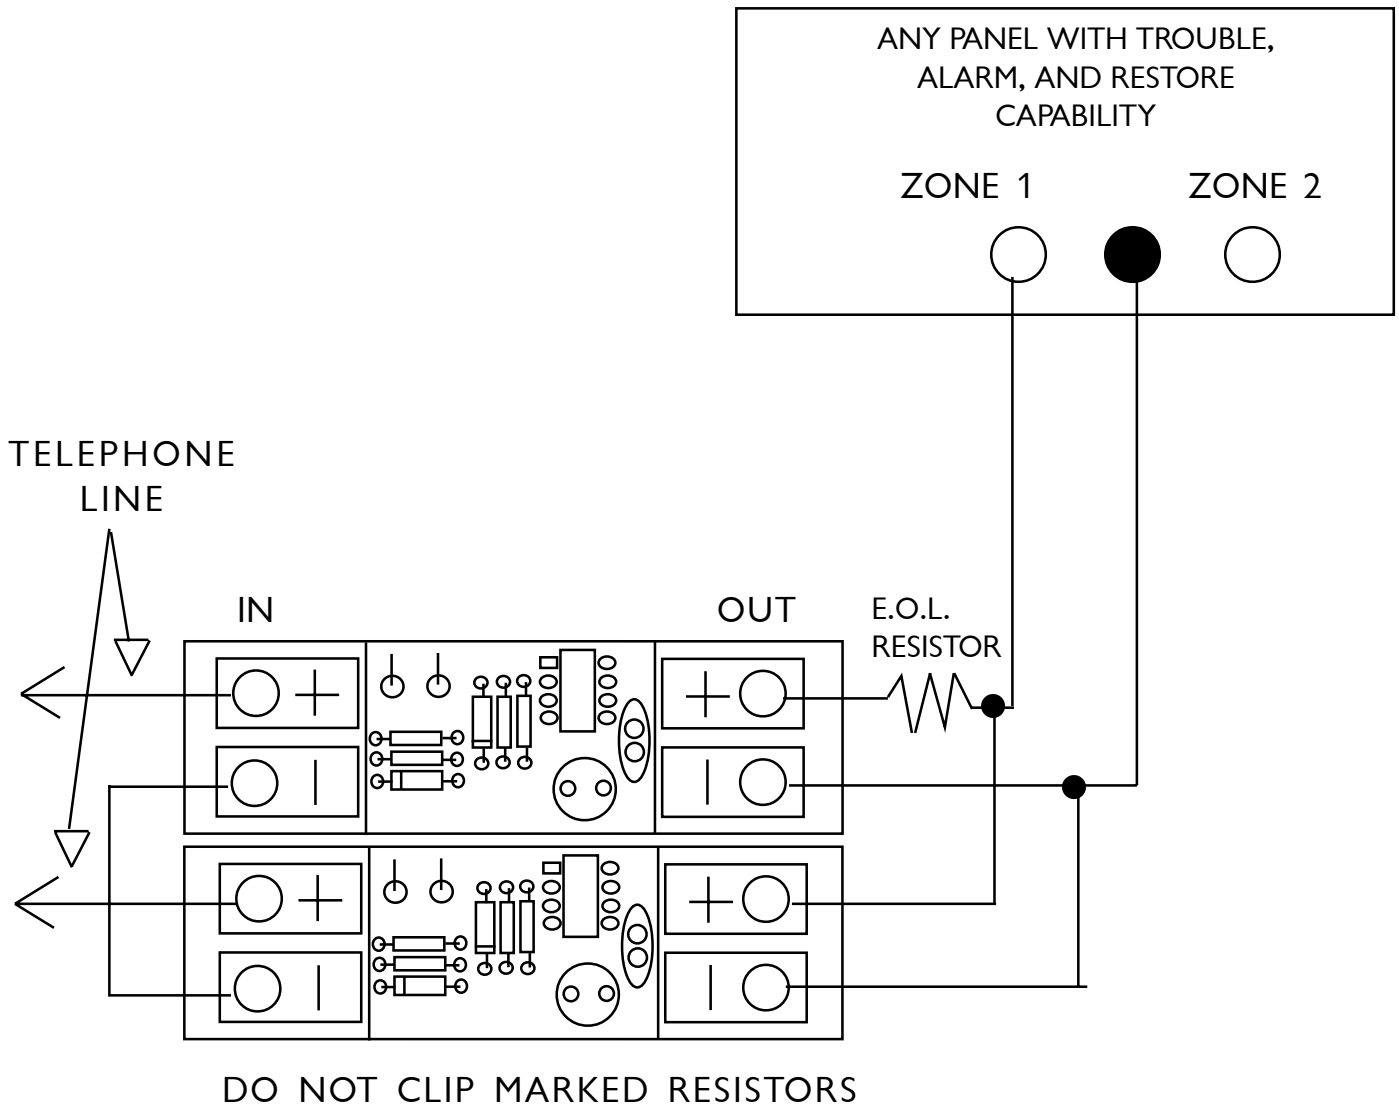 ANY PANEL WITH TROUBLE,
ALARM, AND RESTORE
CAPABILITY
ZONE 1
ZONE 2
TELEPHONE
LINE
IN
OUT
E.O.L.
RESISTOR
+
+
-
-
+
+
-
-
DO NOT CLIP MARKED RESISTORS